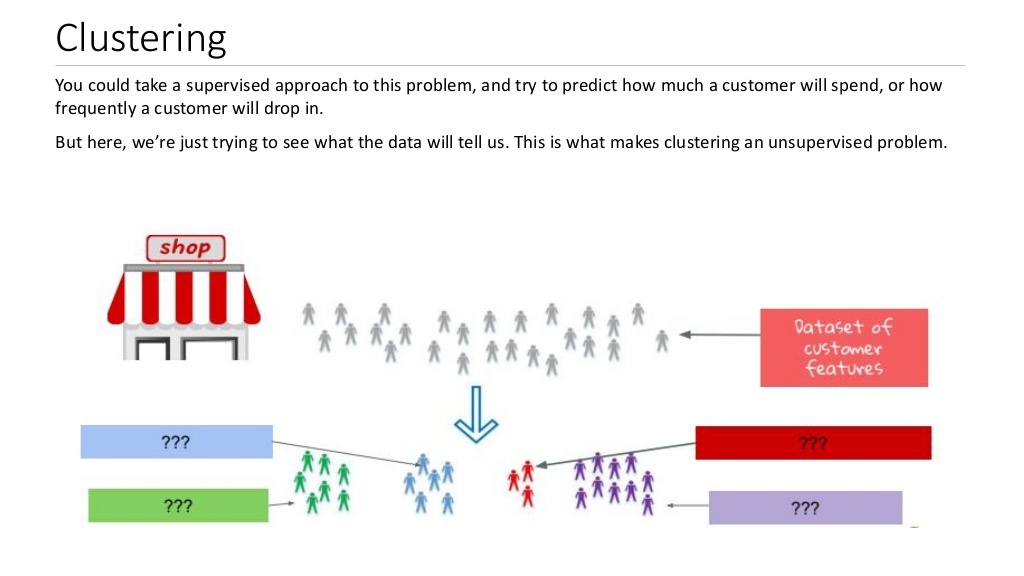 Clustering
You could take a supervised approach to this problem, and try to predict how much a customer will spend, or how
frequently a customer will drop in.
But here, we’re just trying to see what the data will tell us. This is what makes clustering an unsupervised problem.
shop
Dataset of
customer
features
???
???
???
???